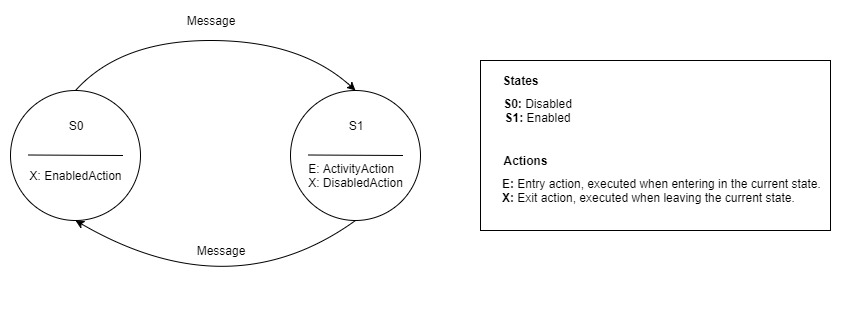 Message
S0
X: EnabledAction
S1
E: ActivityAction
X: DisabledAction
Message
States
S0: Disabled
S1: Enabled
Actions
E: Entry action, executed when entering in the current state.
X: Exit action, executed when leaving the current state.